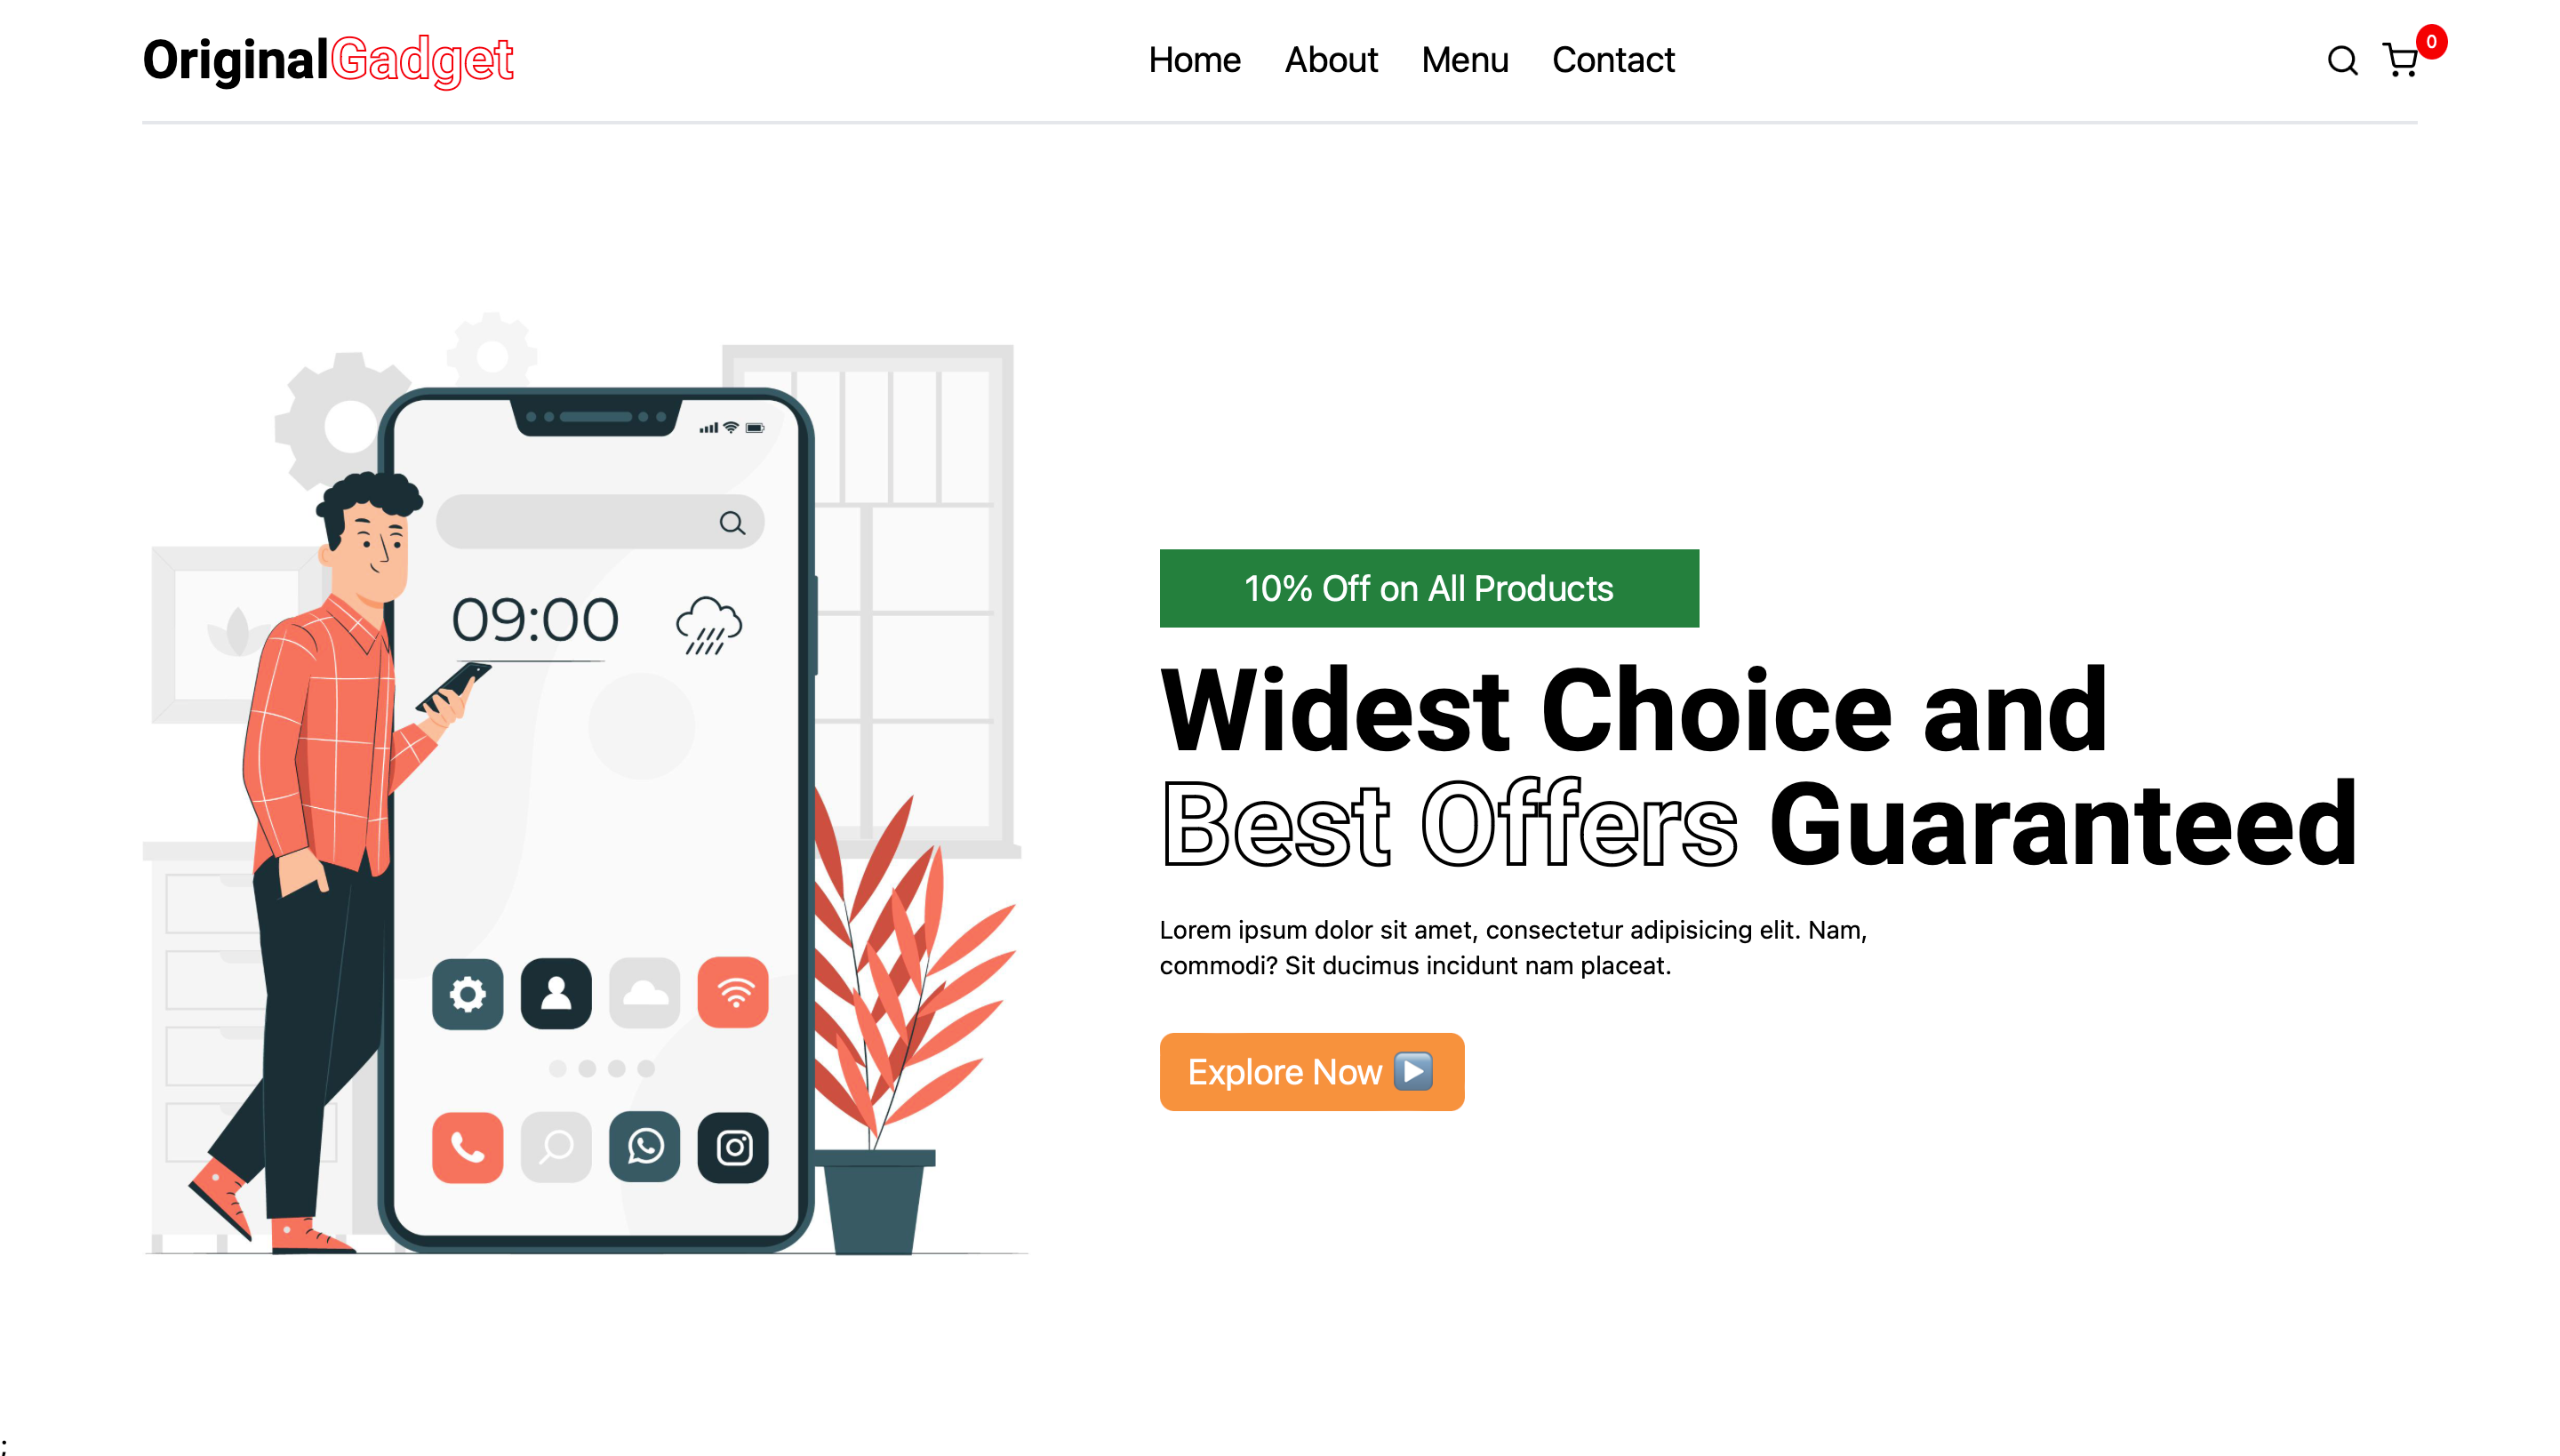 OriginalGadget
Home About Menu Contact
0
09:00
10% Off on All Products
Widest Choice and
Best Offers Guaranteed
Lorem ipsum dolor sit amet, consectetur adipisicing elit. Nam,
commodi? Sit ducimus incidunt nam placeat.
Explore Now ▶️
;